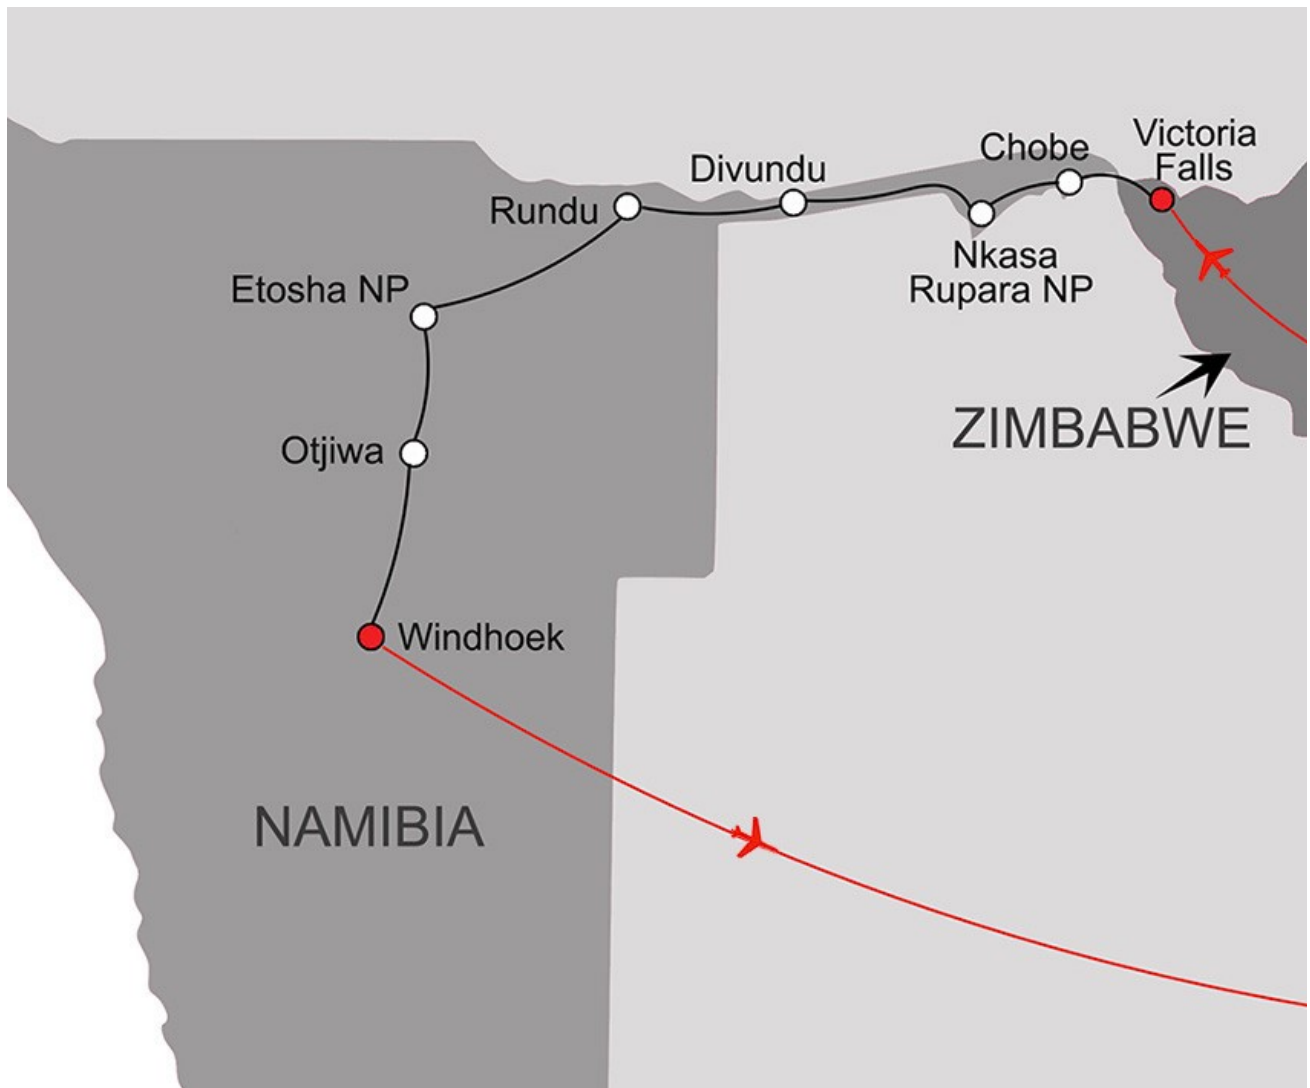 Victoria
Falls
Chobe
Divundu
Rundu
Nkasa
Rupara NP
Etosha NP
ZIMBABWE
Otjiwa
Windhoek
NAMIBIA